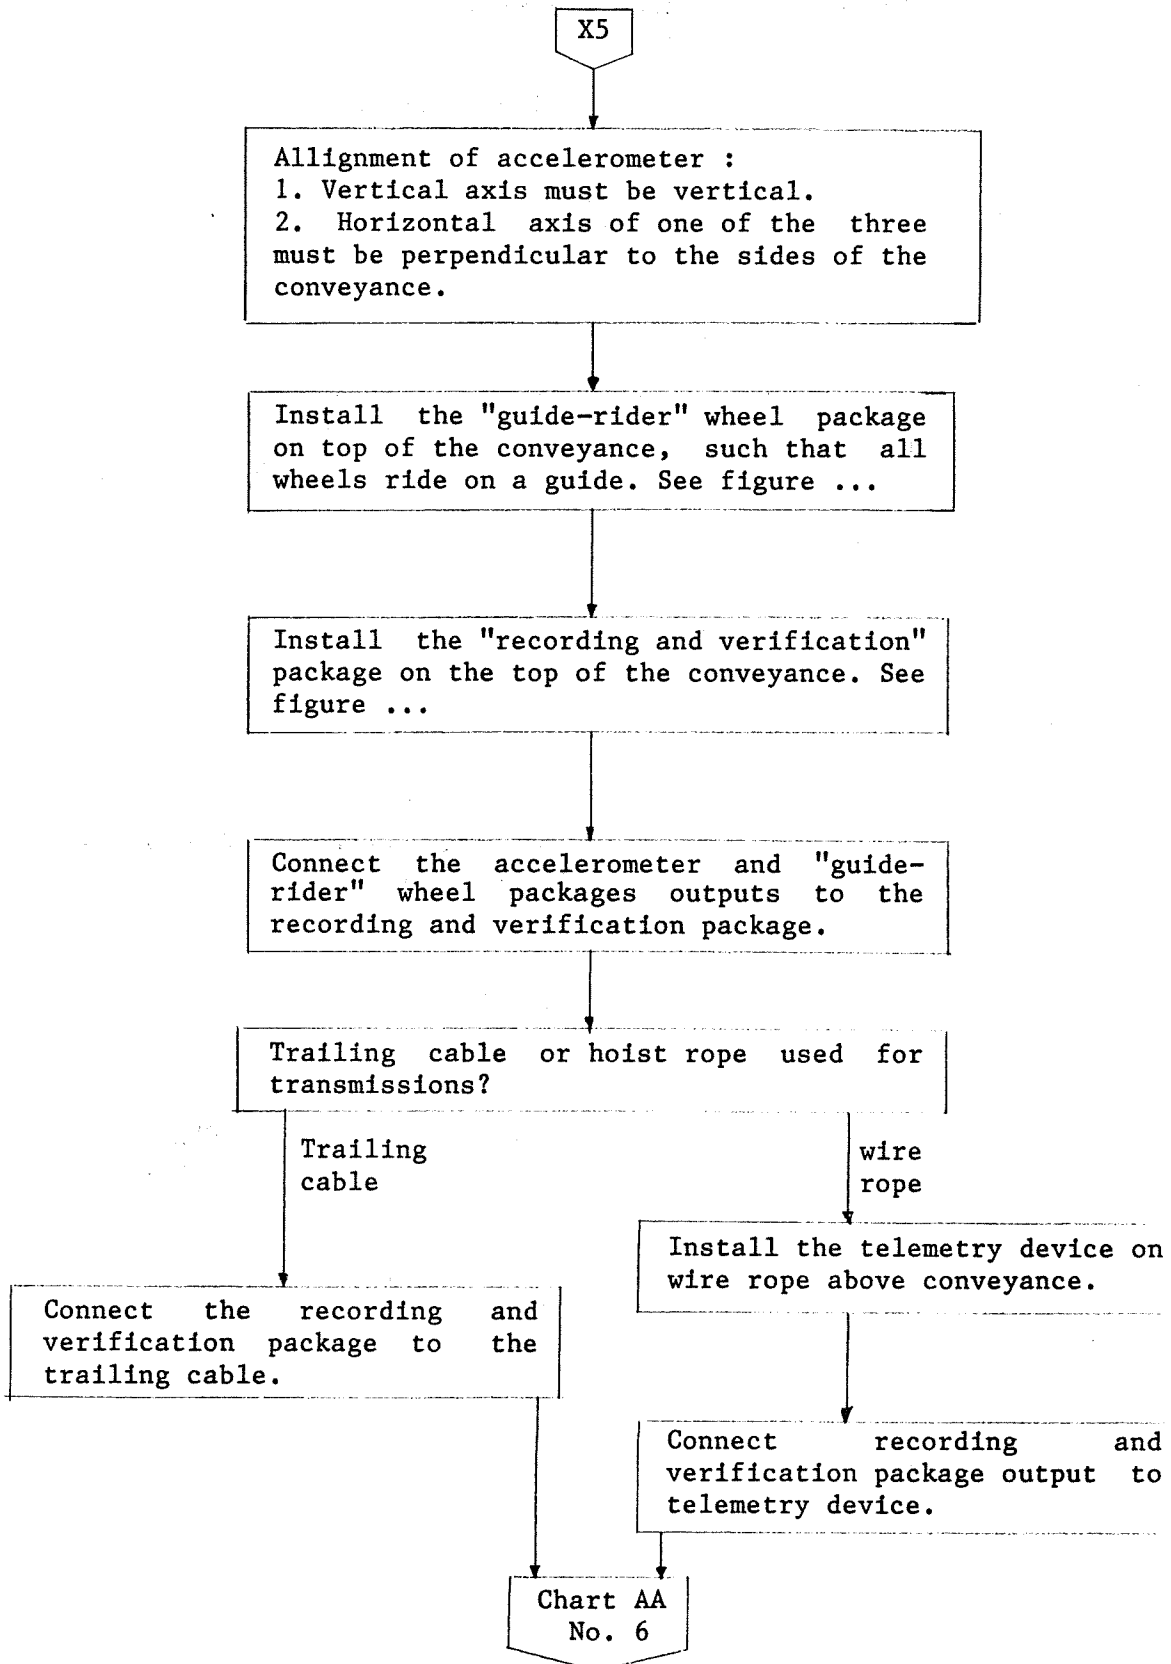 X5
Allignment of accelerometer :
1. Vertical axis must be vertical.
2. Horizontal axis of one of the three
must be perpendicular to the sides of the
conveyance.
Install the "guide-rider" wheel package
on top of the conveyance, such that all
wheels ride on a guide. See figure ...
Install the "recording and verification"
package on the top of the conveyance. See
figure ...
Connect the accelerometer and "guide-
rider" wheel packages outputs to the
recording and verification package.
Trailing cable or hoist rope used for
transmissions?
Trailing
cable
wire
rope
Connect the recording and
verification package to the
trailing cable.
Install the telemetry device on
wire rope above conveyance.
Connect recording and
verification package output to
telemetry device.
Chart AA
No. 6